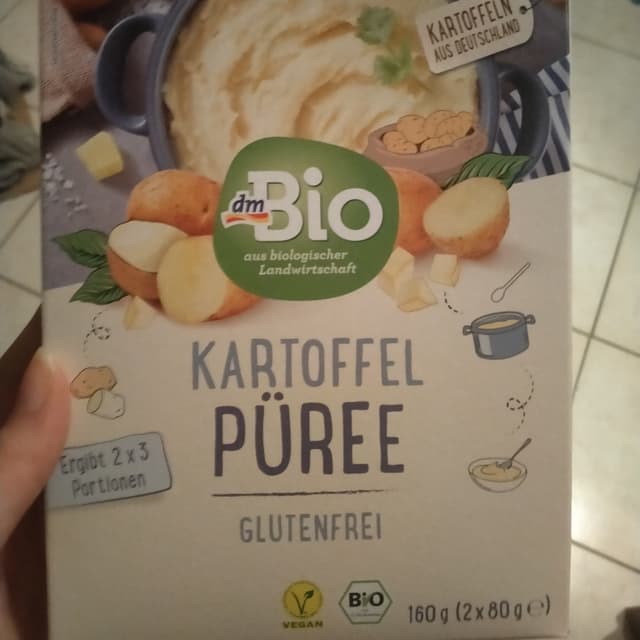 KARTOFFELN
AUS DEUTSCHLAND
dm
Bio
aus biologischer
Landwirtschaft
KARTOFFEL
PÜREE
Ergibt 2 x 3
Portionen
GLUTENFREI
VEGAN
BIO
160 g (2 x 80 g ℮)